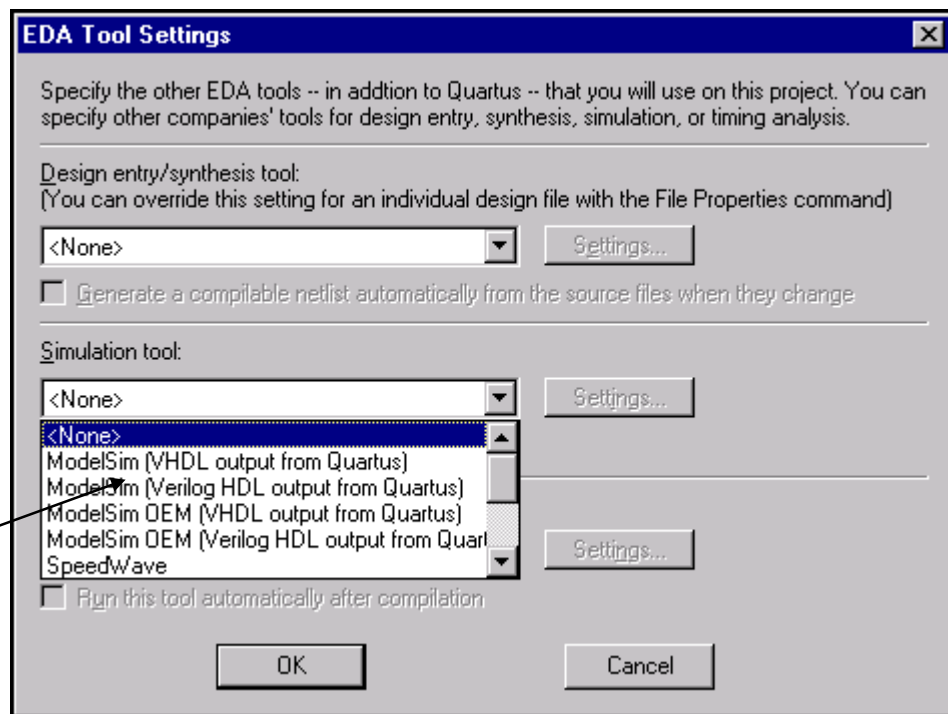 EDA Tool Settings
Specify the other EDA tools -- in addtion to Quartus -- that you will use on this project. You can
specify other companies' tools for design entry, synthesis, simulation, or timing analysis.
Design entry/synthesis tool:
(You can override this setting for an individual design file with the File Properties command)
<None>
Settings...
Generate a compilable netlist automatically from the source files when they change
Simulation tool:
<None>
Settings...
<None>
ModelSim (VHDL output from Quartus)
ModelSim (Verilog HDL output from Quartus)
ModelSim OEM (VHDL output from Quartus)
ModelSim OEM (Verilog HDL output from Quart
SpeedWave
Settings...
Run this tool automatically after compilation
OK
Cancel